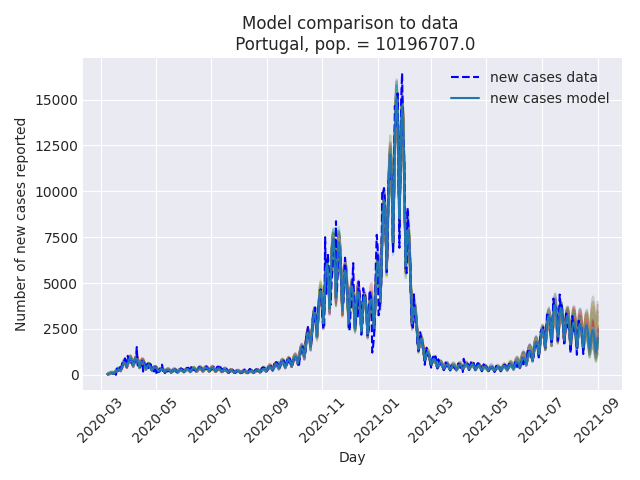 Model comparison to data
Portugal, pop. = 10196707.0
new cases data
new cases model
Number of new cases reported
15000
12500
10000
7500
5000
2500
0
2020-03
2020-05
2020-07
2020-09
2020-11
2021-01
2021-03
2021-05
2021-07
2021-09
Day